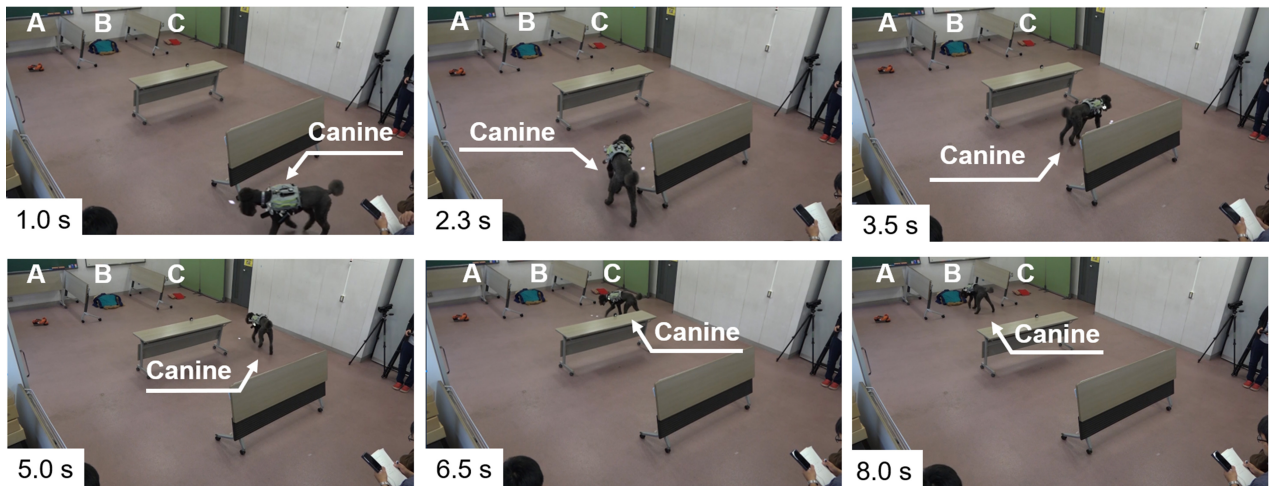 A B C
Canine
1.0 s
A B C
Canine
2.3 s
A B C
Canine
3.5 s
A B C
Canine
5.0 s
A B C
Canine
6.5 s
A B C
Canine
8.0 s